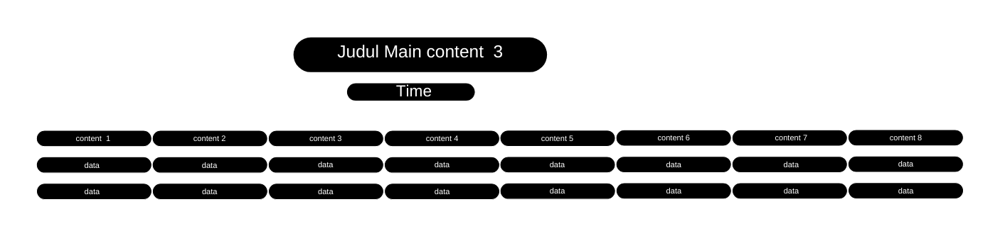 Judul Main content  3
Time
content  1 content 2 content 3 content 4 content 5 content 6 content 7 content 8
data data data data data data data data
data data data data data data data data